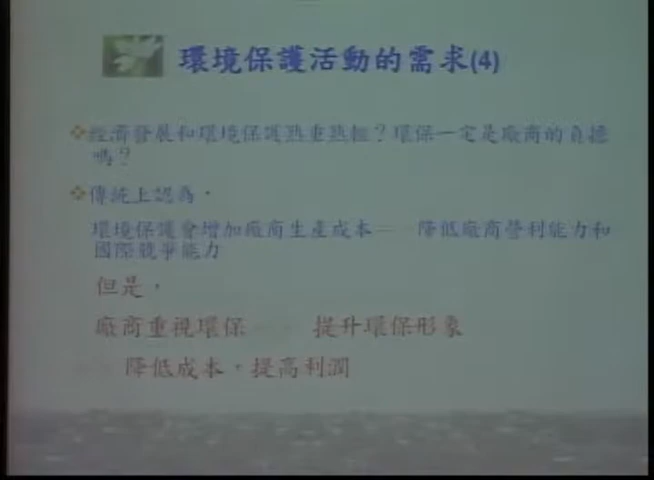 環境保護活動的需求(4)
經濟發展和環境保護孰重孰輕？環保一定是廠商的負擔
嗎？
傳統上認為，
環境保護會增加廠商生產成本 降低廠商營利能力和
國際競爭能力
但是，
廠商重視環保 提升環保形象
降低成本，提高利潤